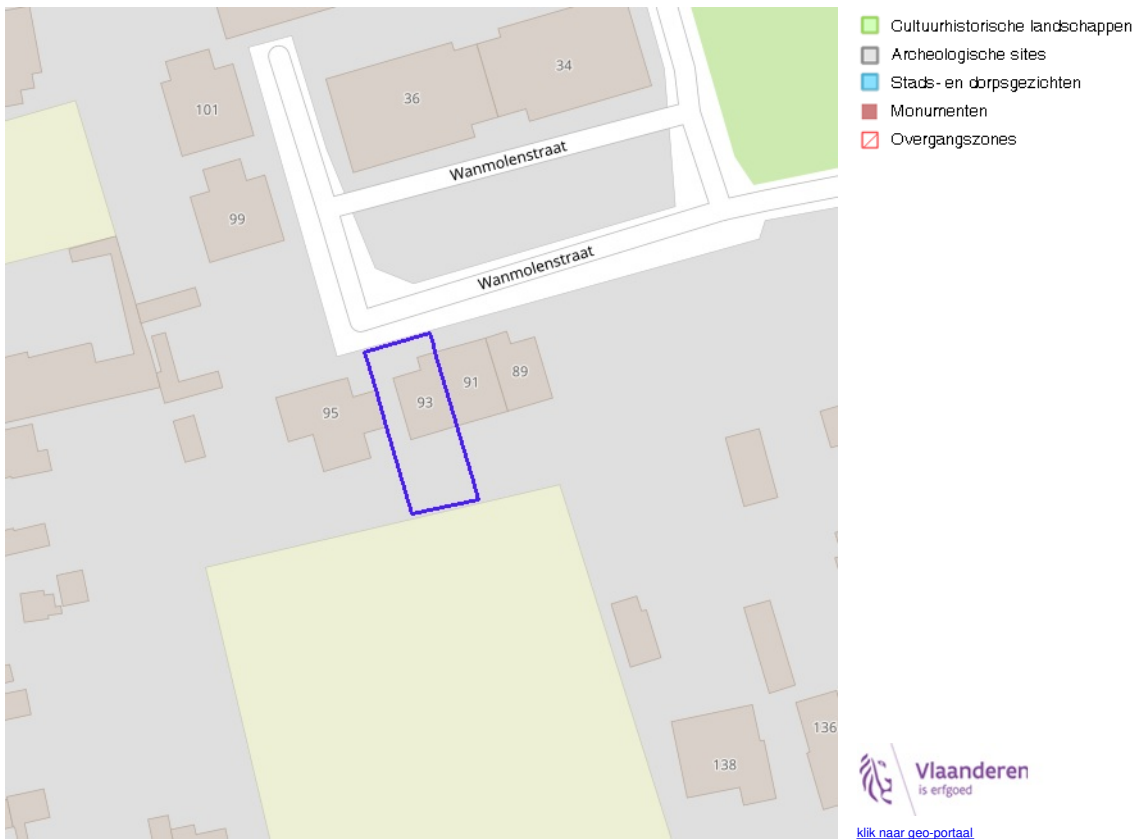 Cultuurhistorische landschappen
Archeologische sites
Stads- en dorpsgezichten
Monumenten
Overgangszones
34
36
101
Wanmolenstraat
99
Wanmolenstraat
89
91
93
95
136
138
Vlaanderen
is erfgoed
klik naar geo-portaal